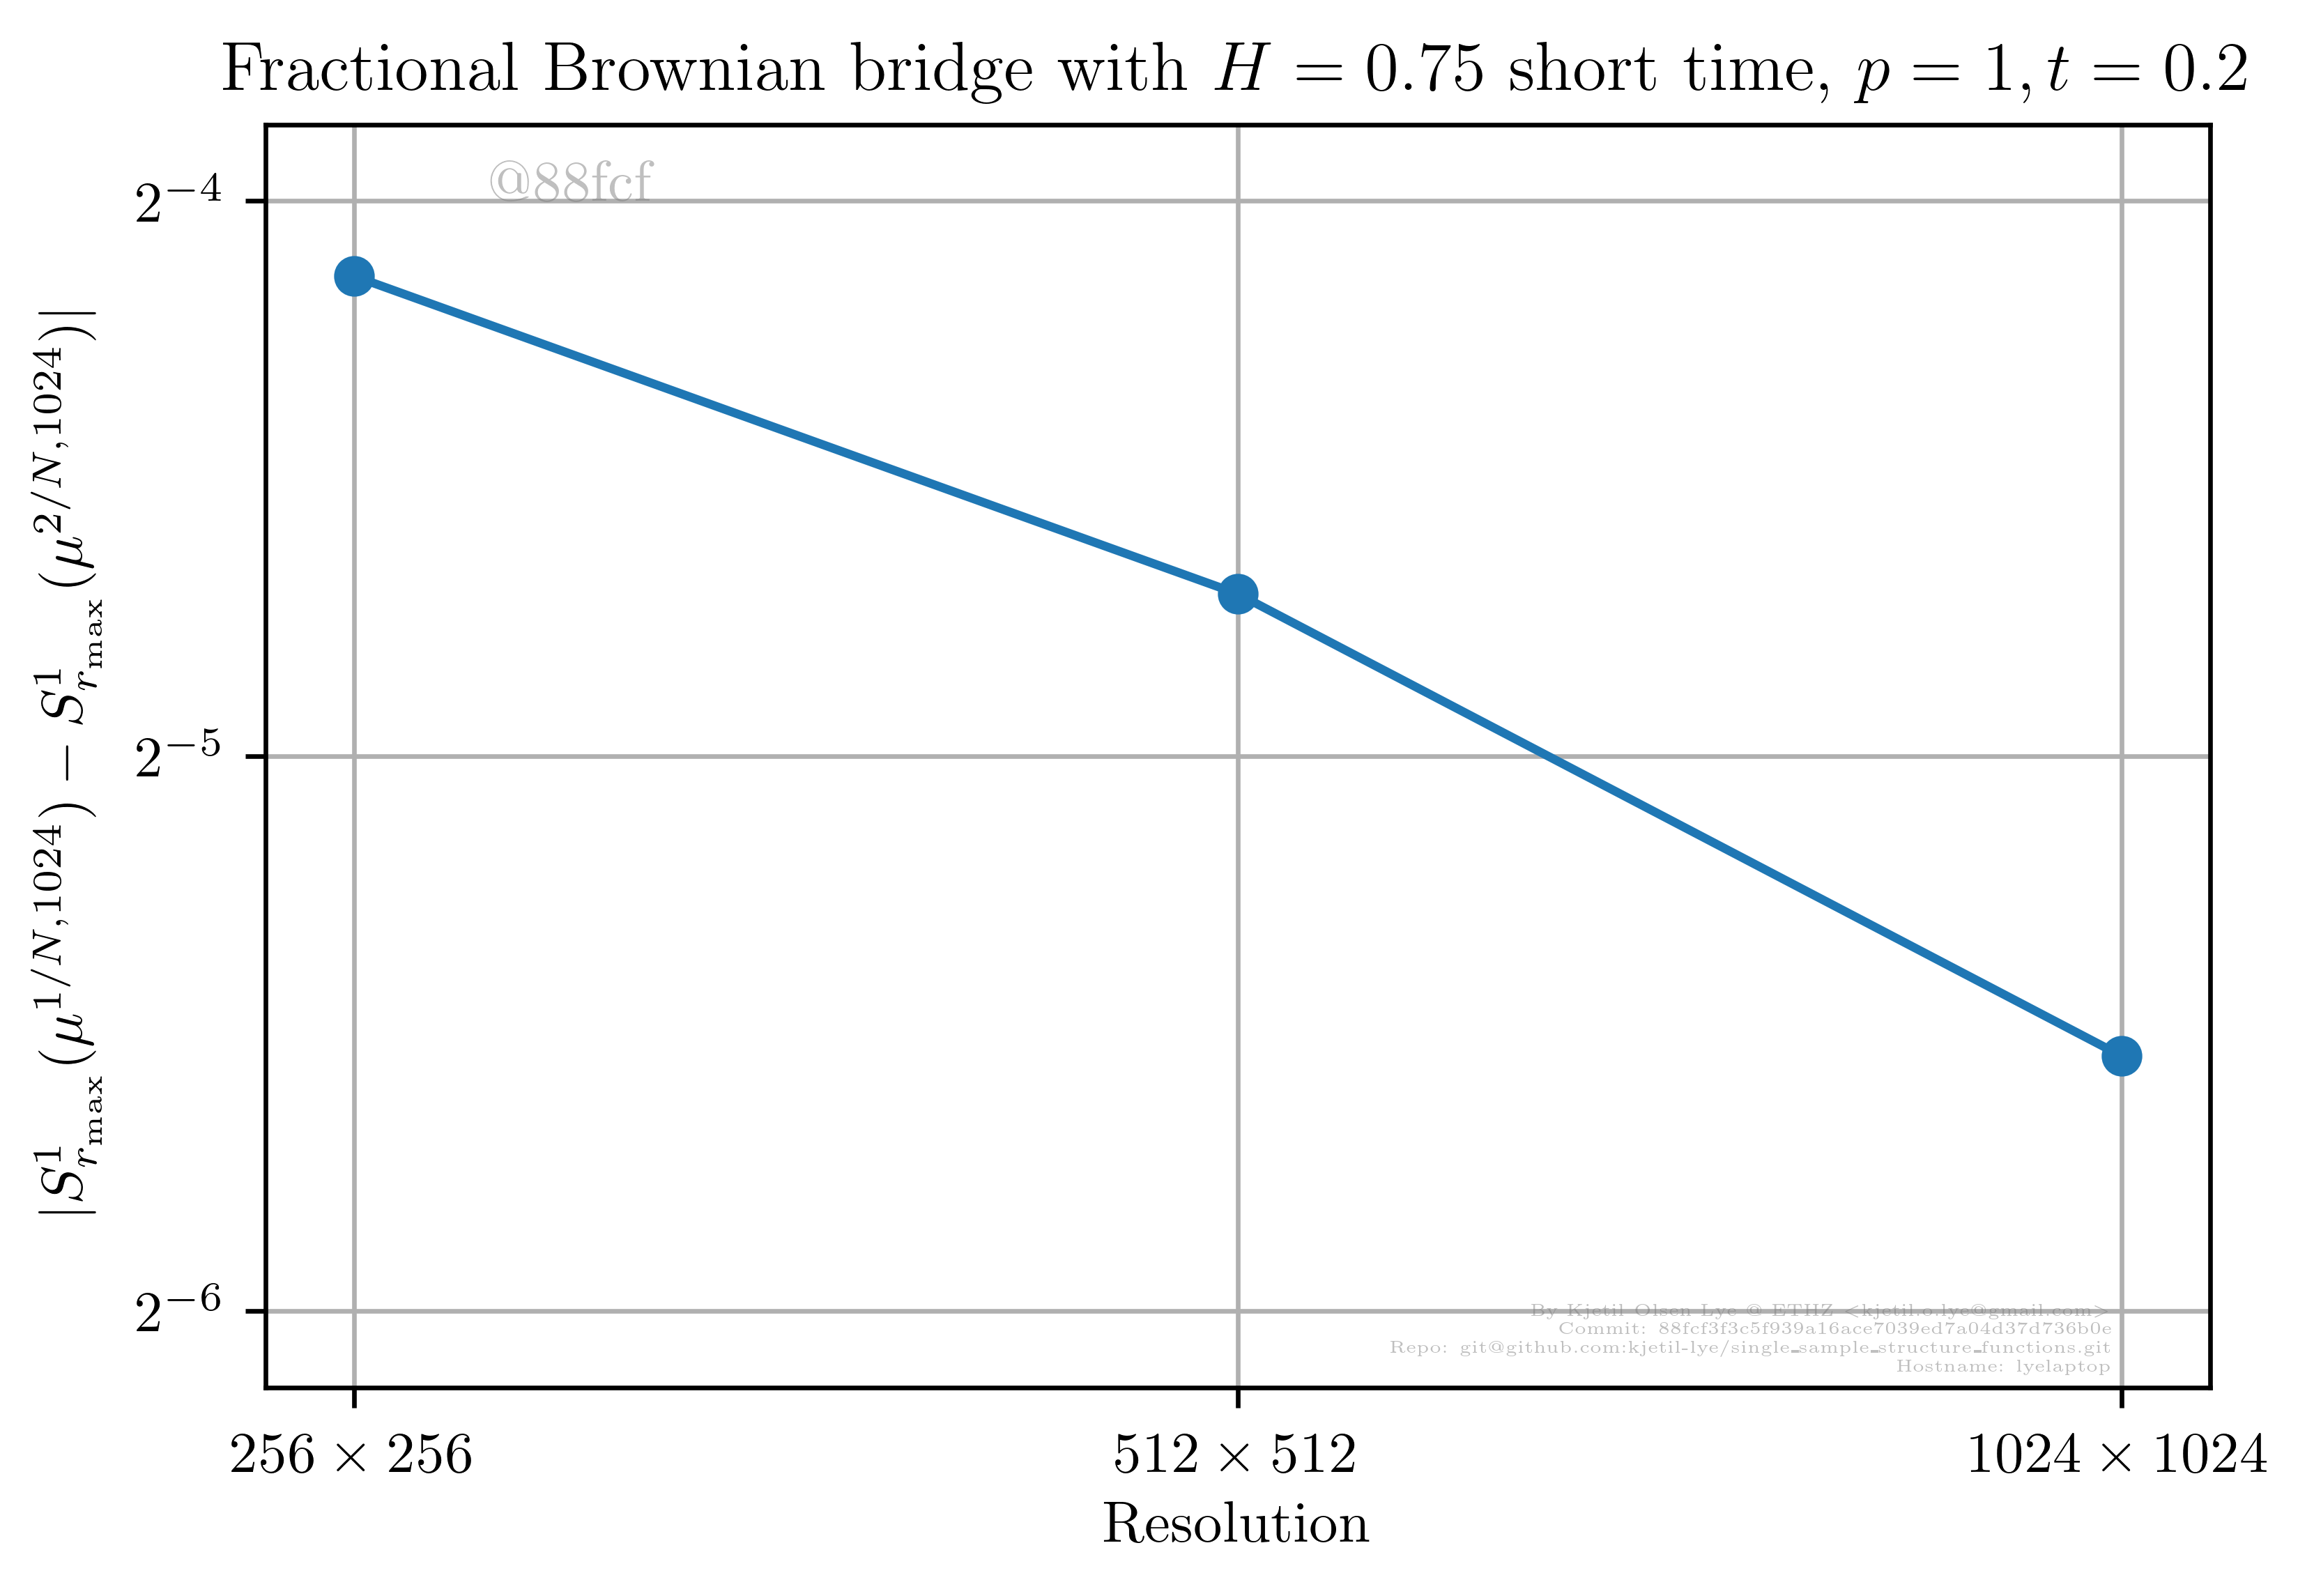 Fractional Brownian bridge with H = 0.75 short time, p = 1, t = 0.2
@88fcf
2⁻⁴
2⁻⁵
2⁻⁶
|S¹_{r_max}(μ^{1/N,1024}) − S¹_{r_max}(μ^{2/N,1024})|
By Kjetil Olsen Lye @ ETHZ <kjetil.o.lye@gmail.com>
Commit: 88fcf3f3c5f939a16ace7039ed7a04d37d736b0e
Repo: git@github.com:kjetil-lye/single_sample_structure_functions.git
Hostname: lyelaptop
256 × 256
512 × 512
1024 × 1024
Resolution